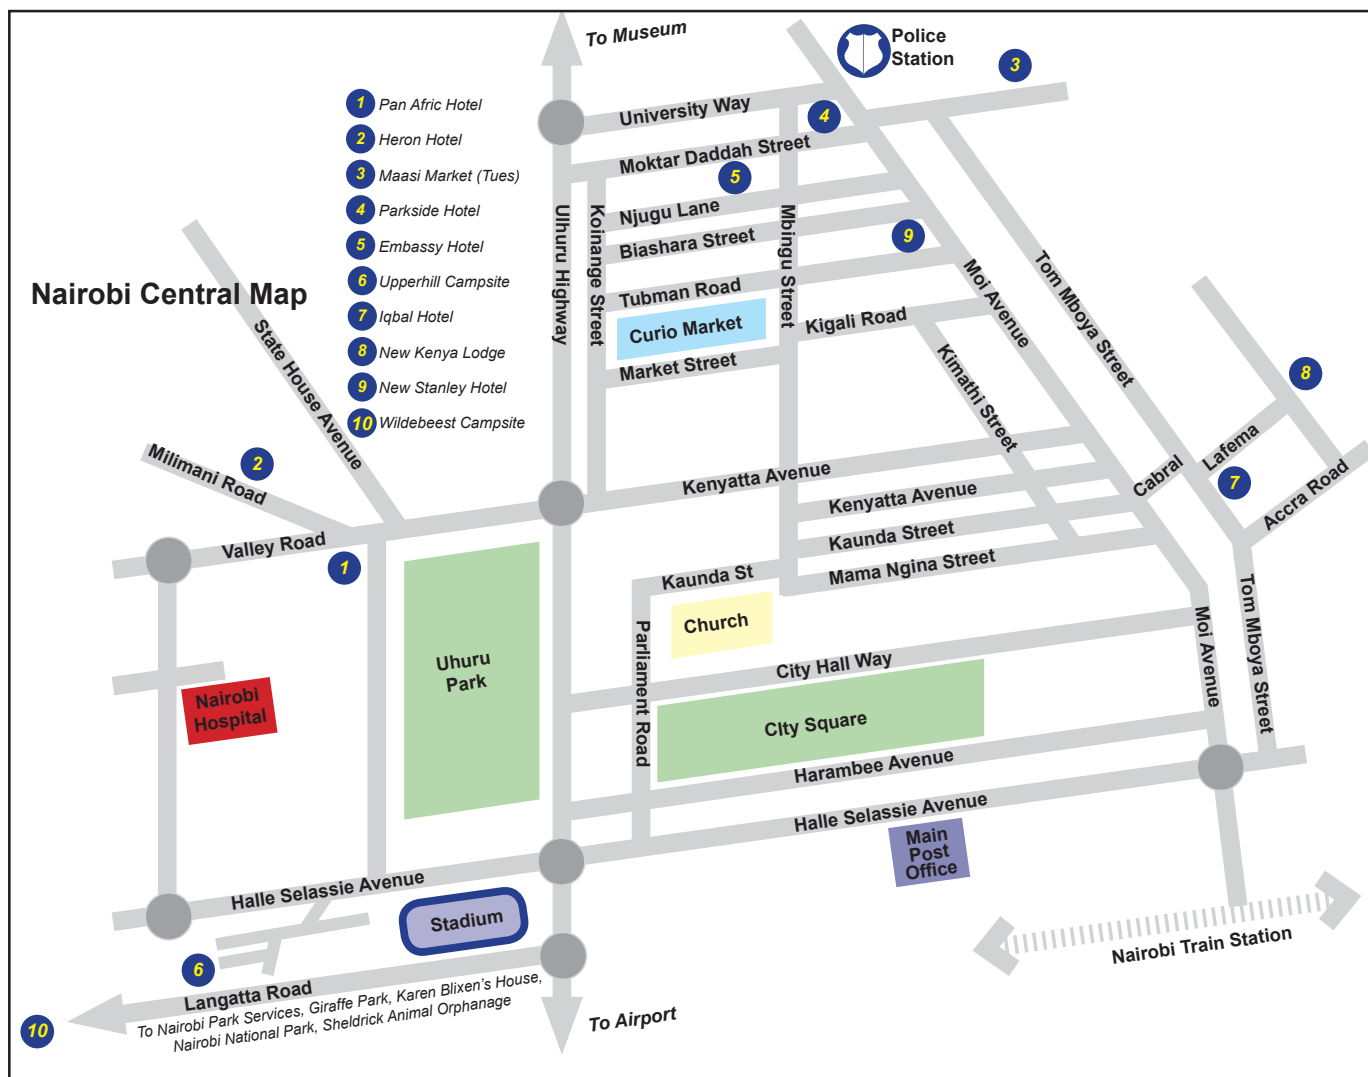 To Museum
Police
Station
3
1 Pan Afric Hotel
2 Heron Hotel
3 Maasi Market (Tues)
4 Parkside Hotel
5 Embassy Hotel
6 Upperhill Campsite
7 Iqbal Hotel
8 New Kenya Lodge
9 New Stanley Hotel
10 Wildebeest Campsite
University Way
4
Moktar Daddah Street
5
Njugu Lane
Biashara Street
9
Tubman Road
Ulhuru Highway
Koinange Street
Mbingu Street
Moi Avenue
Tom Mboya Street
Nairobi Central Map
State House Avenue
Curio Market
Kigali Road
Market Street
Kimathi Street
8
Milimani Road
2
Kenyatta Avenue
Kenyatta Avenue
Cabral
Lafema
7
Accra Road
Valley Road
1
Kaunda Street
Kaunda St
Mama Ngina Street
Church
Parliament Road
Uhuru
Park
City Hall Way
Moi Avenue
Tom Mboya Street
Nairobi
Hospital
CIty Square
Harambee Avenue
Halle Selassie Avenue
Main
Post
Office
Halle Selassie Avenue
Stadium
Nairobi Train Station
6
Langatta Road
10
To Nairobi Park Services, Giraffe Park, Karen Blixen's House,
Nairobi National Park, Sheldrick Animal Orphanage
To Airport